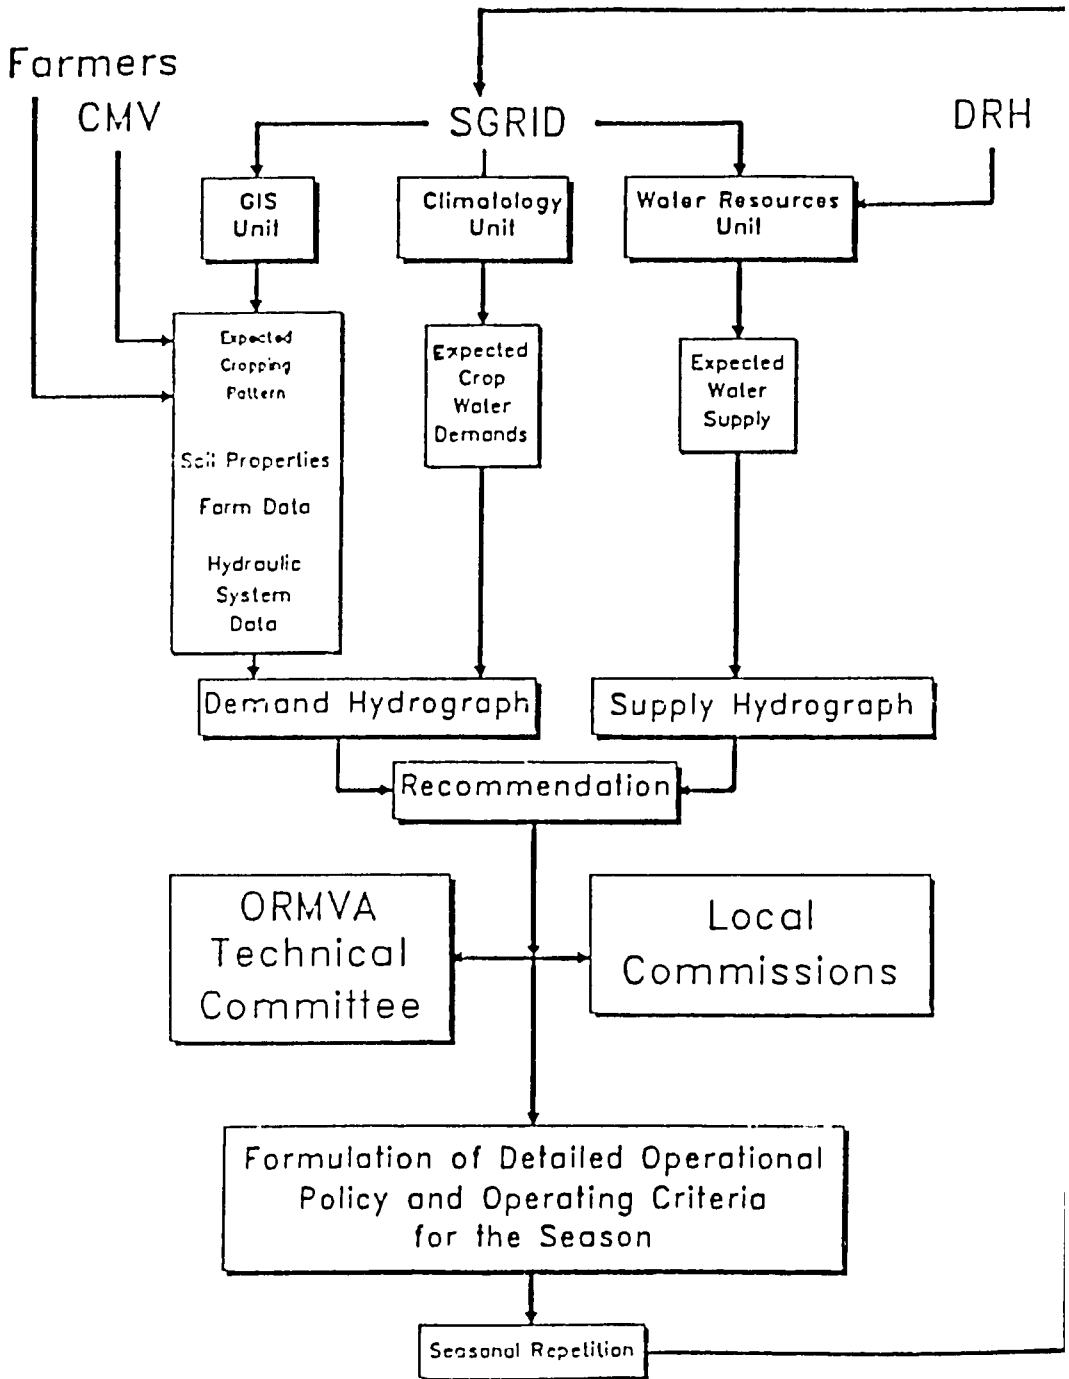 Farmers
CMV
SGRID
DRH
GIS
Unit
Climatology
Unit
Water Resources
Unit
Expected
Cropping
Pattern
Soil Properties
Farm Data
Hydraulic
System
Data
Expected
Crop
Water
Demands
Expected
Water
Supply
Demand Hydrograph
Supply Hydrograph
Recommendation
ORMVA
Technical
Committee
Local
Commissions
Formulation of Detailed Operational
Policy and Operating Criteria
for the Season
Seasonal Repetition